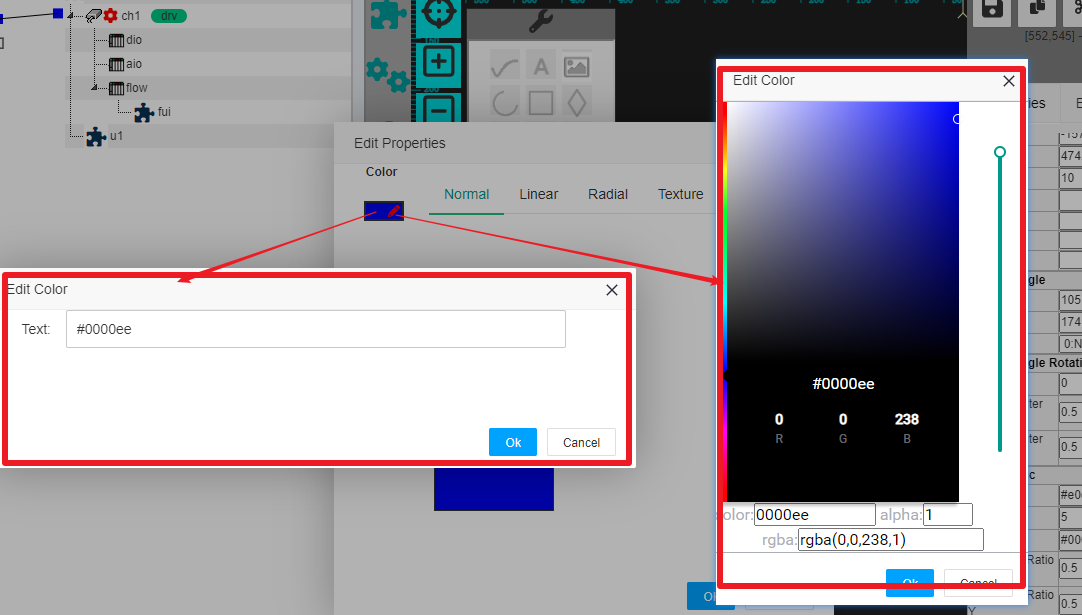 ch1 drv
dio
aio
flow
fui
u1
A
[552,545]
Edit Properties
Color
Normal Linear Radial Texture
Edit Color
Text: #0000ee
Ok Cancel
Edit Color
#0000ee
0 0 238
R G B
color: 0000ee alpha: 1
rgba: rgba(0,0,238,1)
Ok Cancel
ies E
-157
474
10
gle
105
174
0:N
gle Rotati
0
ter 0.5
ter 0.5
c
#e0
5
#00
Ratio 0.5
Ratio 0.5
Y